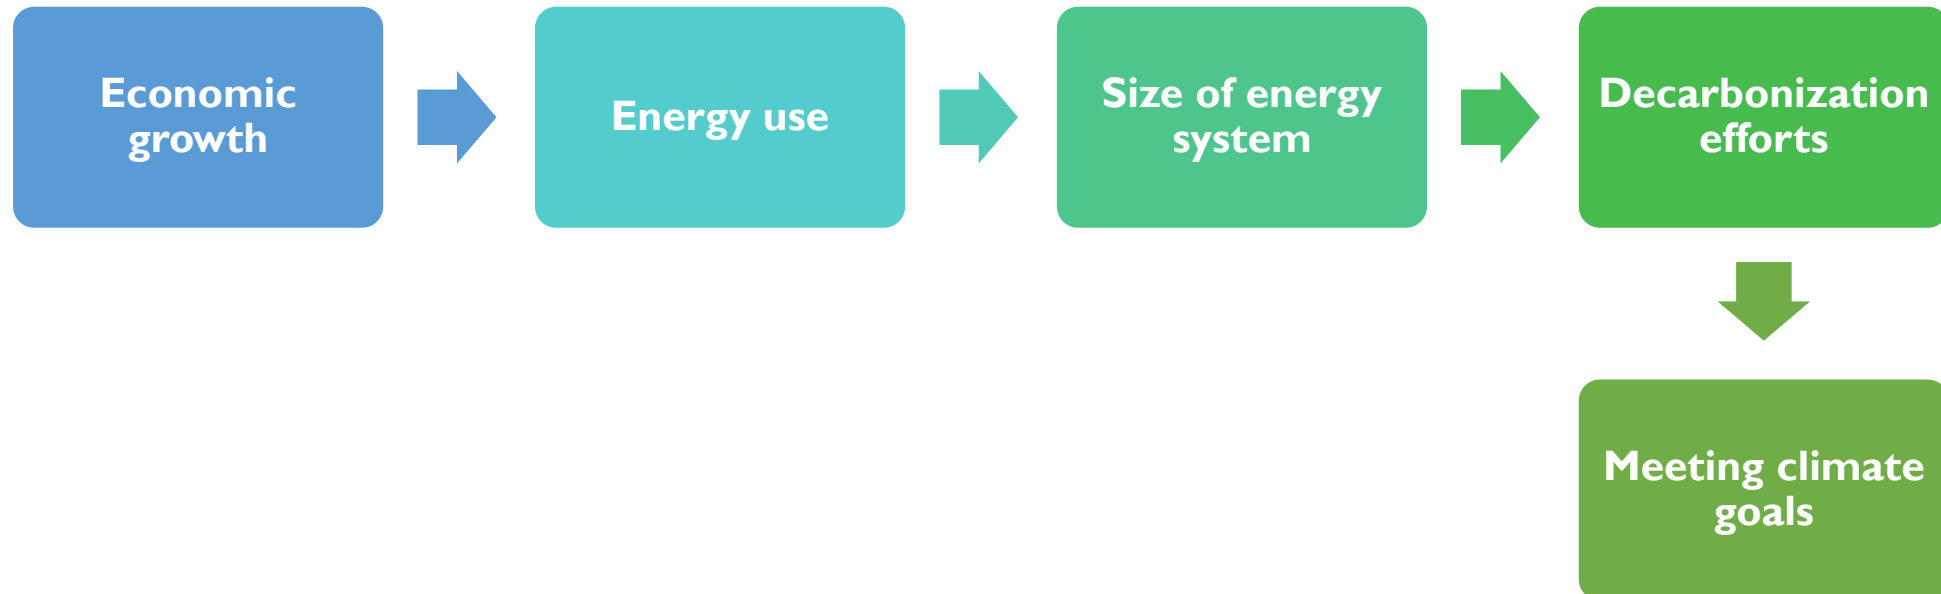 Economic
growth
Energy use
Size of energy
system
Decarbonization
efforts
Meeting climate
goals